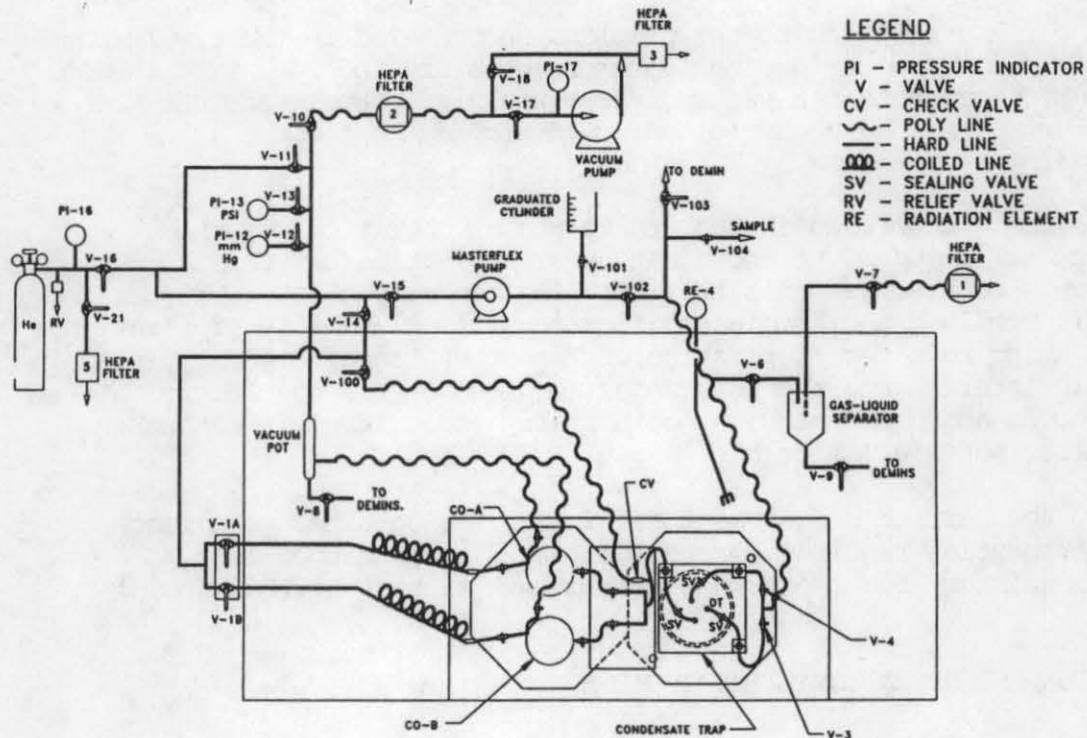 HEPA
FILTER
3
PI-17
V-18
HEPA
FILTER
2
V-17
VACUUM
PUMP
V-10
V-11
PI-13
PSI
V-13
PI-12
mm
Hg
V-12
PI-16
V-16
He
RV
V-21
5
HEPA
FILTER
LEGEND
PI - PRESSURE INDICATOR
V - VALVE
CV - CHECK VALVE
- POLY LINE
- HARD LINE
- COILED LINE
SV - SEALING VALVE
RV - RELIEF VALVE
RE - RADIATION ELEMENT
TO DEMIN
V-103
SAMPLE
V-104
GRADUATED
CYLINDER
V-101
MASTERFLEX
PUMP
V-15
V-102
RE-4
V-7
HEPA
FILTER
1
V-14
V-100
V-6
GAS-LIQUID
SEPARATOR
V-9
TO
DEMINS
VACUUM
POT
V-8
TO
DEMINS.
CO-A
CV
V-1A
V-1B
SV
SV
DT
SV
V-4
CO-B
CONDENSATE TRAP
V-3